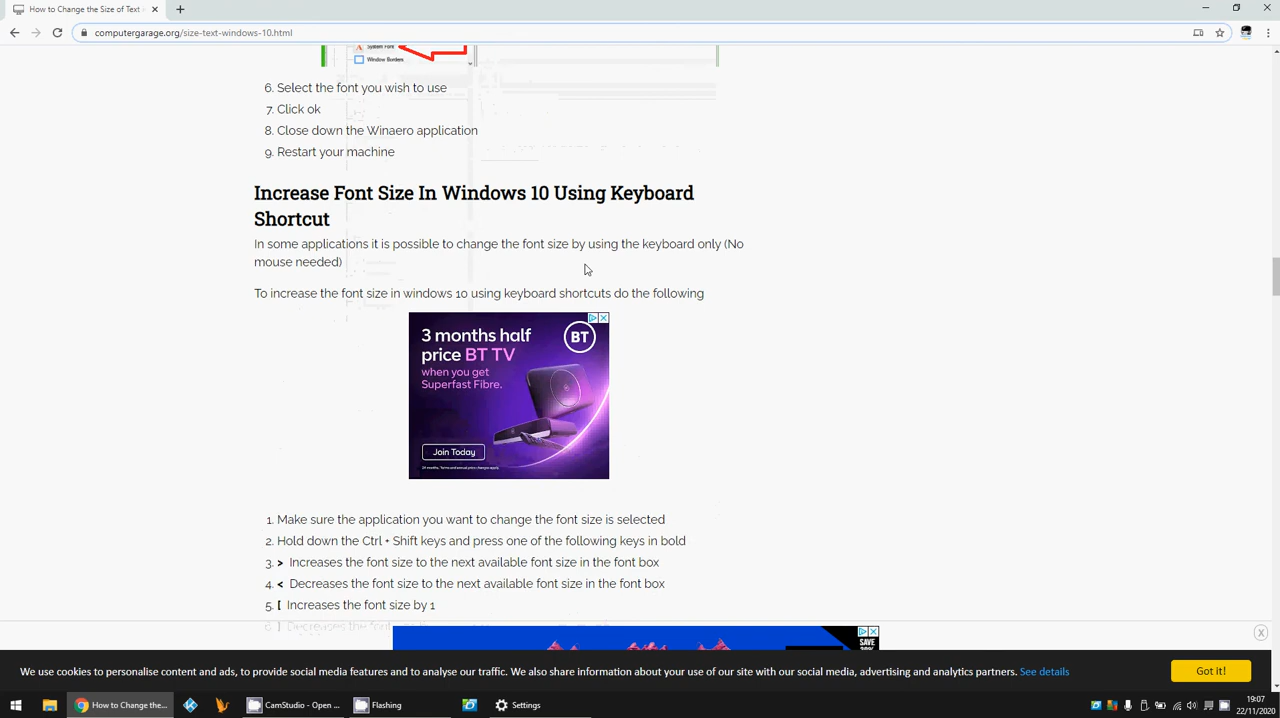 How to Change the Size of Text
computergarage.org/size-text-windows-10.html
System Font
Window Borders
6. Select the font you wish to use
7. Click ok
8. Close down the Winaero application
9. Restart your machine
Increase Font Size In Windows 10 Using Keyboard
Shortcut
In some applications it is possible to change the font size by using the keyboard only (No
mouse needed)
To increase the font size in windows 10 using keyboard shortcuts do the following
3 months half
price BT TV
BT
when you get
Superfast Fibre.
Join Today
1. Make sure the application you want to change the font size is selected
2. Hold down the Ctrl + Shift keys and press one of the following keys in bold
3. > Increases the font size to the next available font size in the font box
4. < Decreases the font size to the next available font size in the font box
5. [ Increases the font size by 1
SAVE
We use cookies to personalise content and ads, to provide social media features and to analyse our traffic. We also share information about your use of our site with our social media, advertising and analytics partners. See details
Got it!
How to Change the...
CamStudio - Open ...
Flashing
Settings
19:07
22/11/2020